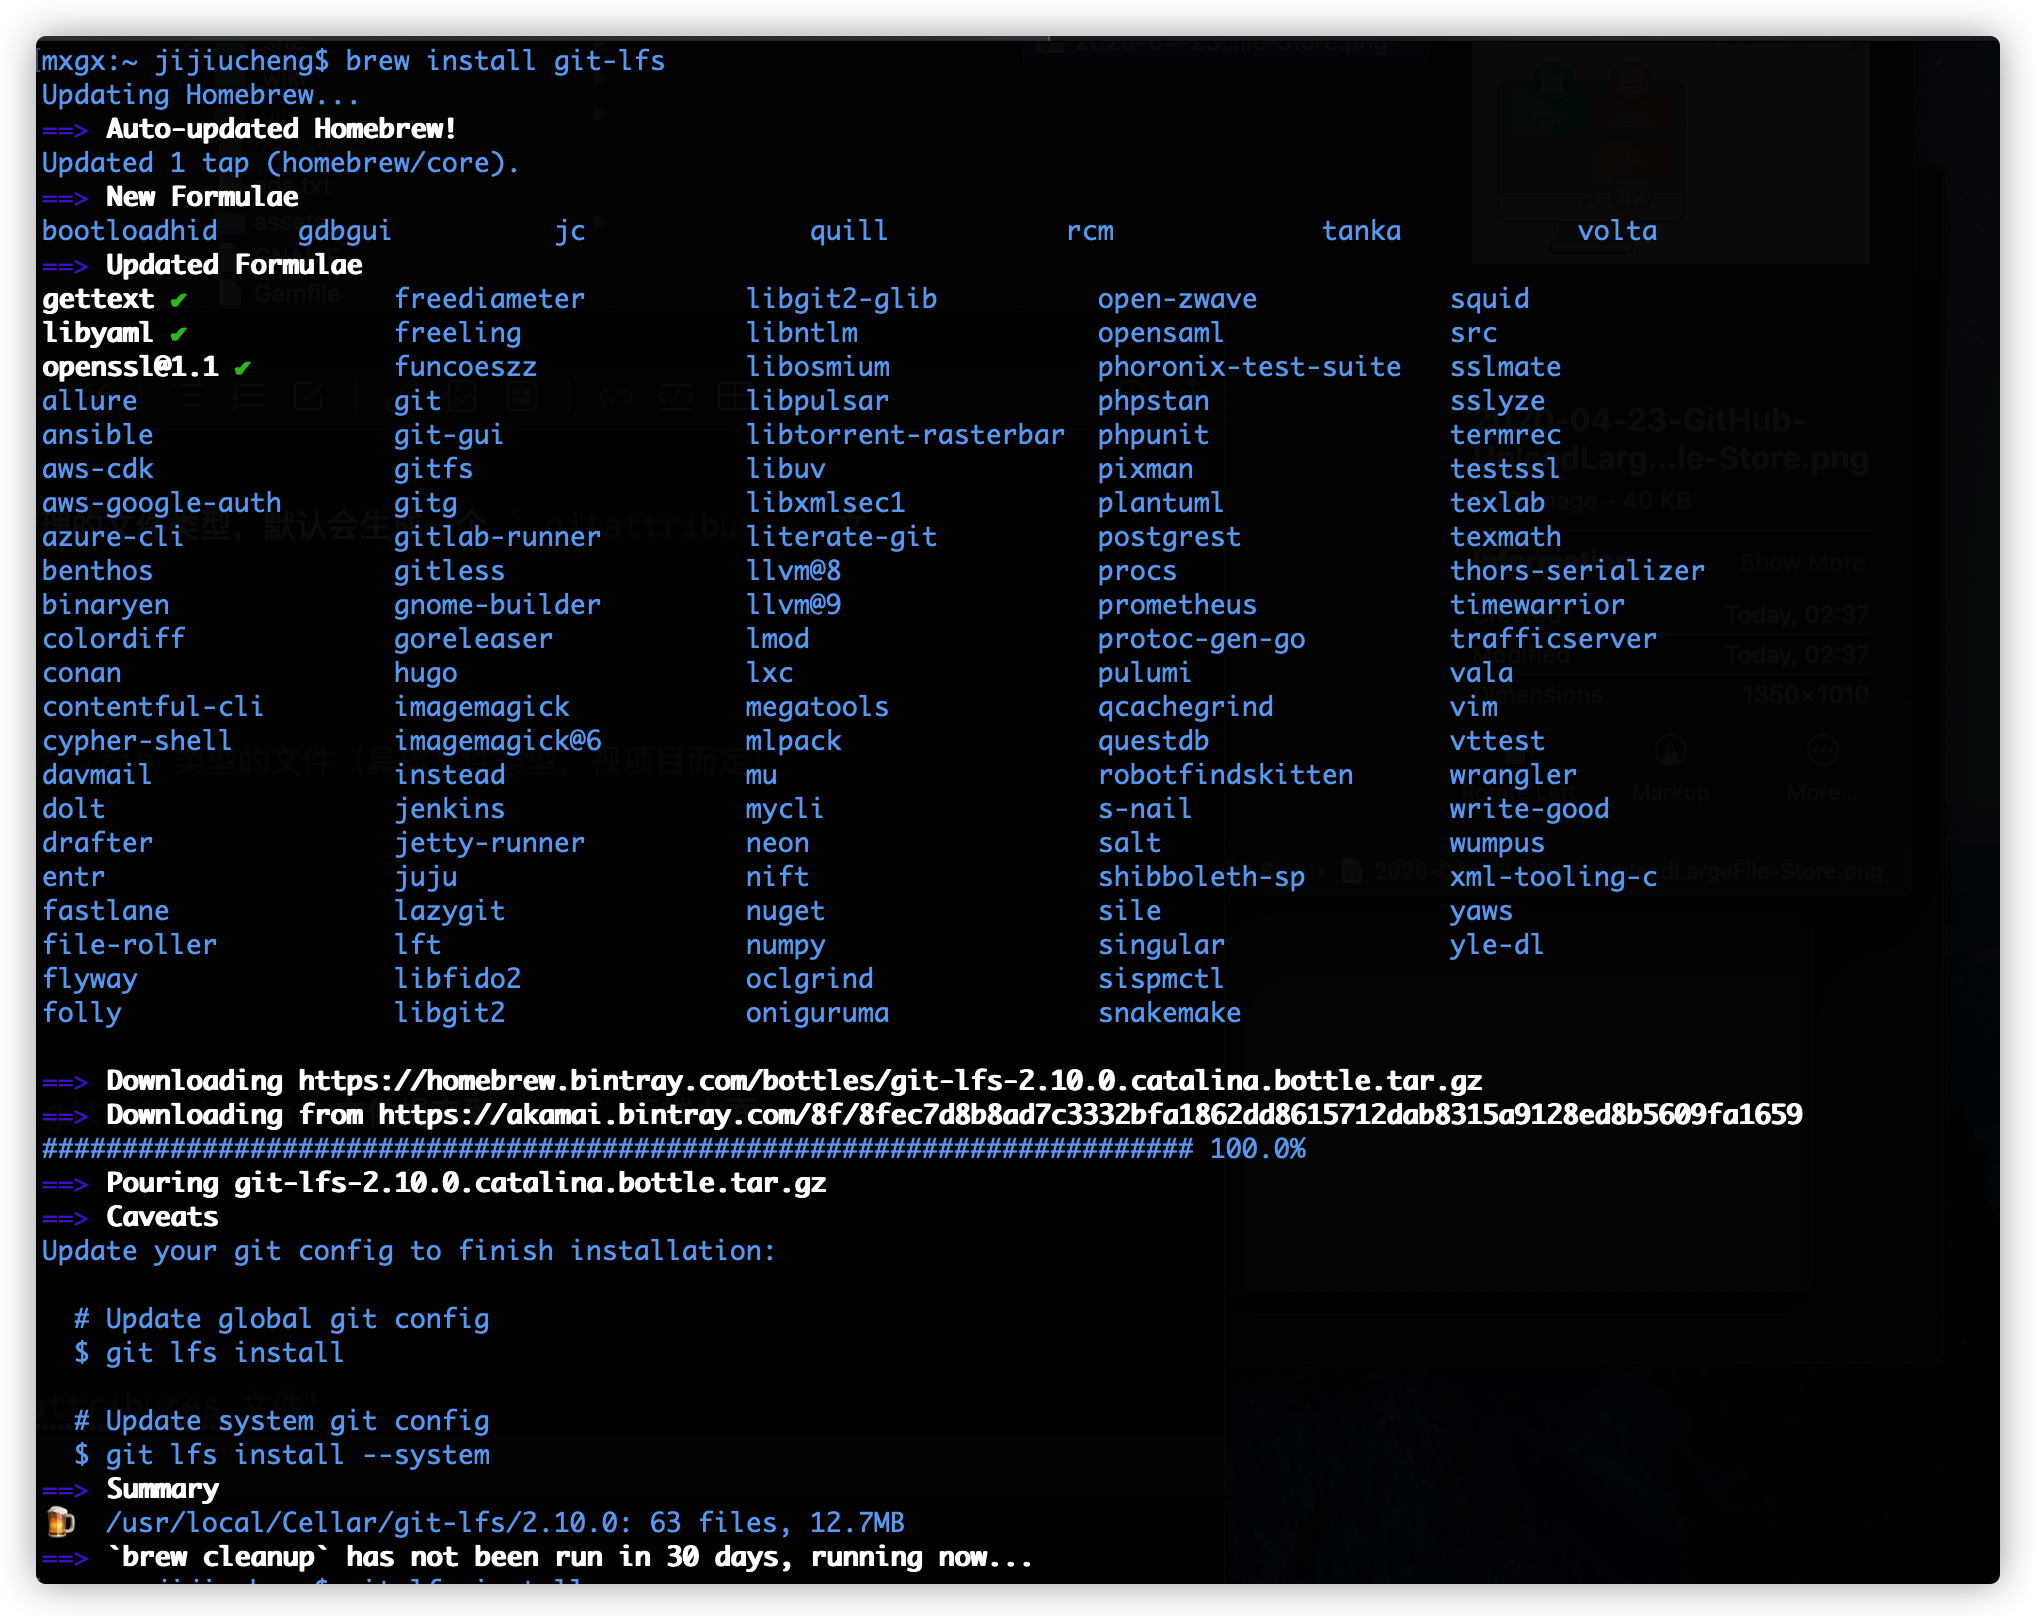 mxgx:~ jijiucheng$ brew install git-lfs
Updating Homebrew...
==> Auto-updated Homebrew!
Updated 1 tap (homebrew/core).
==> New Formulae
bootloadhid gdbgui jc quill rcm tanka volta
==> Updated Formulae
gettext ✔ freediameter libgit2-glib open-zwave squid
libyaml ✔ freeling libntlm opensaml src
openssl@1.1 ✔ funcoeszz libosmium phoronix-test-suite sslmate
allure git libpulsar phpstan sslyze
ansible git-gui libtorrent-rasterbar phpunit termrec
aws-cdk gitfs libuv pixman testssl
aws-google-auth gitg libxmlsec1 plantuml texlab
azure-cli gitlab-runner literate-git postgrest texmath
benthos gitless llvm@8 procs thors-serializer
binaryen gnome-builder llvm@9 prometheus timewarrior
colordiff goreleaser lmod protoc-gen-go trafficserver
conan hugo lxc pulumi vala
contentful-cli imagemagick megatools qcachegrind vim
cypher-shell imagemagick@6 mlpack questdb vttest
davmail instead mu robotfindskitten wrangler
dolt jenkins mycli s-nail write-good
drafter jetty-runner neon salt wumpus
entr juju nift shibboleth-sp xml-tooling-c
fastlane lazygit nuget sile yaws
file-roller lft numpy singular yle-dl
flyway libfido2 oclgrind sispmctl
folly libgit2 oniguruma snakemake
==> Downloading https://homebrew.bintray.com/bottles/git-lfs-2.10.0.catalina.bottle.tar.gz
==> Downloading from https://akamai.bintray.com/8f/8fec7d8b8ad7c3332bfa1862dd8615712dab8315a9128ed8b5609fa1659
######################################################################## 100.0%
==> Pouring git-lfs-2.10.0.catalina.bottle.tar.gz
==> Caveats
Update your git config to finish installation:
# Update global git config
$ git lfs install
# Update system git config
$ git lfs install --system
==> Summary
🍺 /usr/local/Cellar/git-lfs/2.10.0: 63 files, 12.7MB
==> `brew cleanup` has not been run in 30 days, running now...